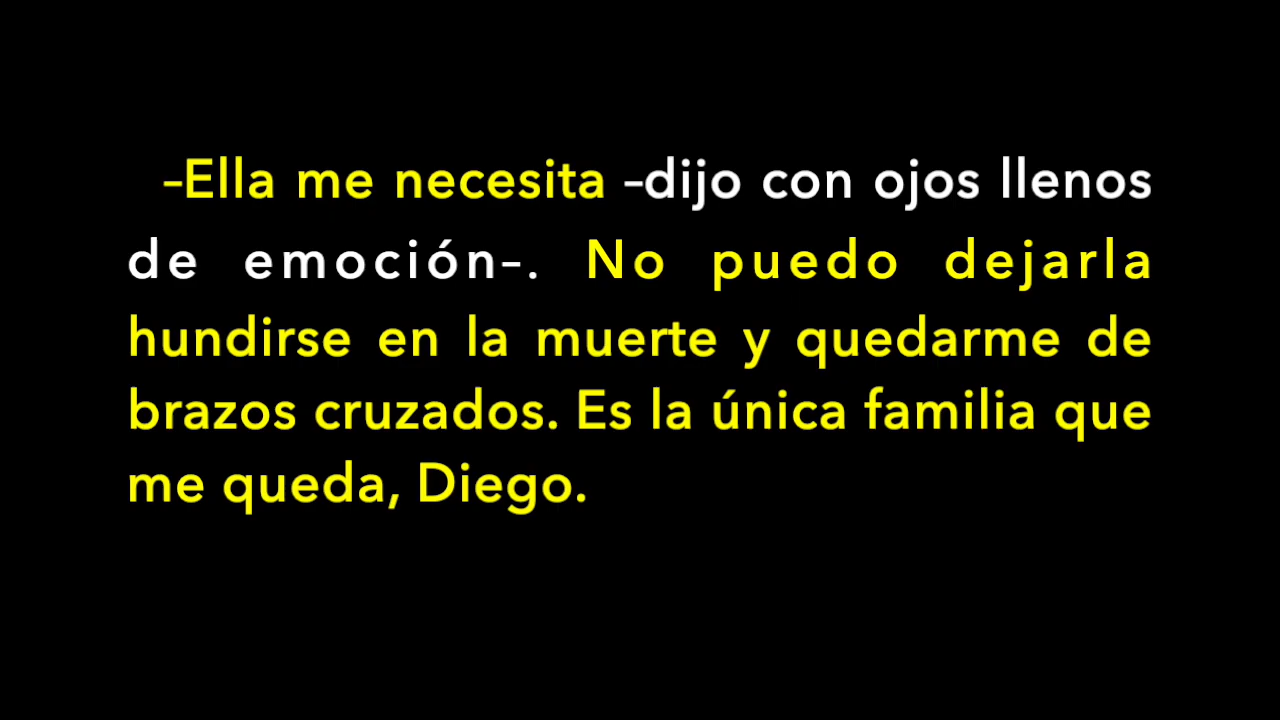 –Ella me necesita –dijo con ojos llenos
de emoción–. No puedo dejarla
hundirse en la muerte y quedarme de
brazos cruzados. Es la única familia que
me queda, Diego.